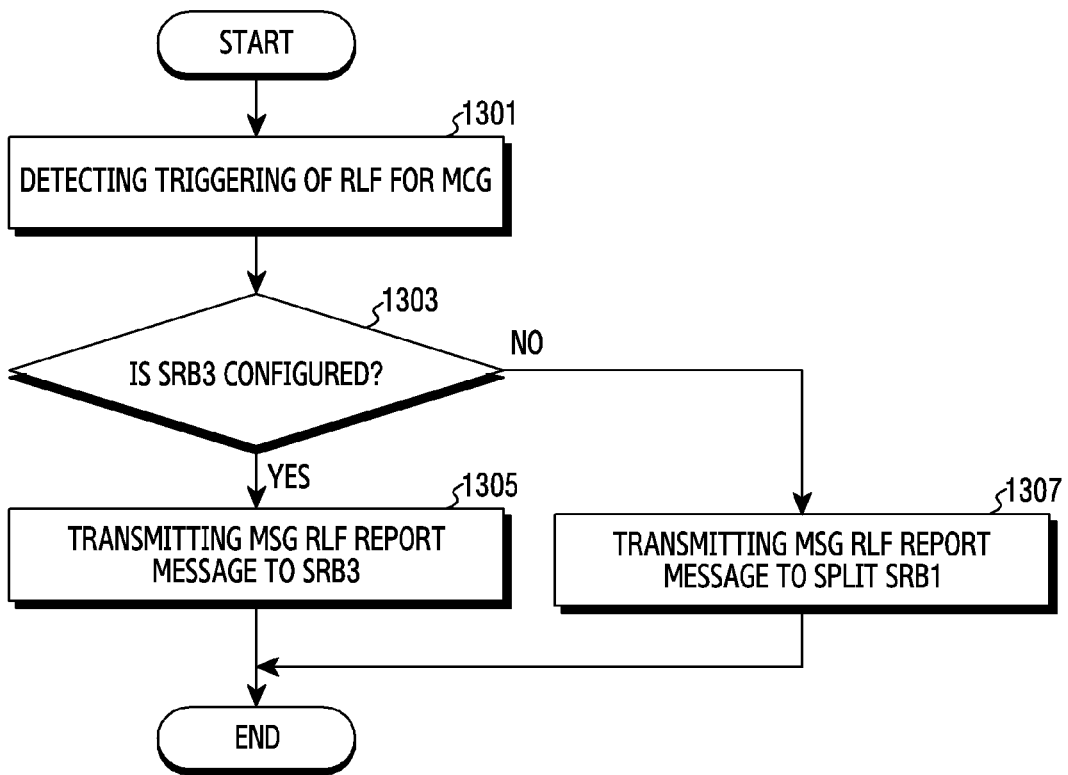 START
1301
DETECTING TRIGGERING OF RLF FOR MCG
1303
IS SRB3 CONFIGURED?
NO
YES
1305
TRANSMITTING MSG RLF REPORT
MESSAGE TO SRB3
1307
TRANSMITTING MSG RLF REPORT
MESSAGE TO SPLIT SRB1
END